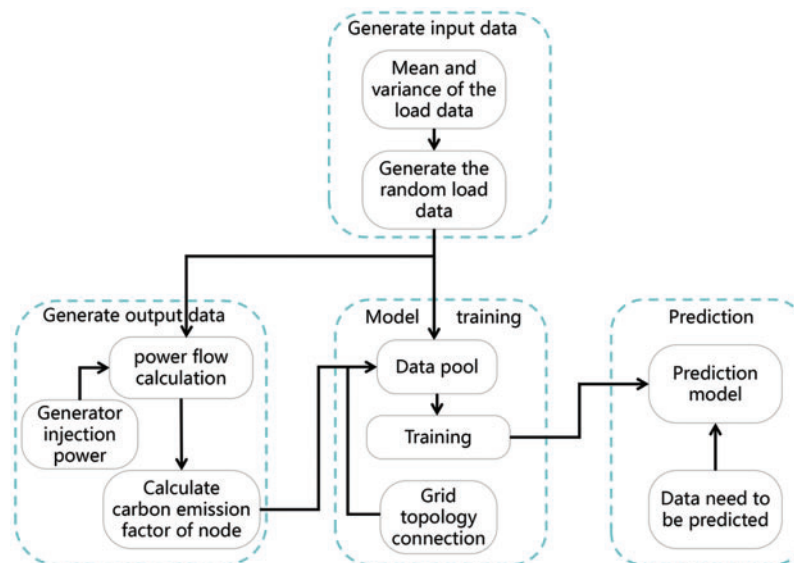 Generate input data
Mean and
variance of the
load data
Generate the
random load
data
Generate output data
power flow
calculation
Generator
injection
power
Calculate
carbon emission
factor of node
Model training
Data pool
Training
Grid
topology
connection
Prediction
Prediction
model
Data need to
be predicted